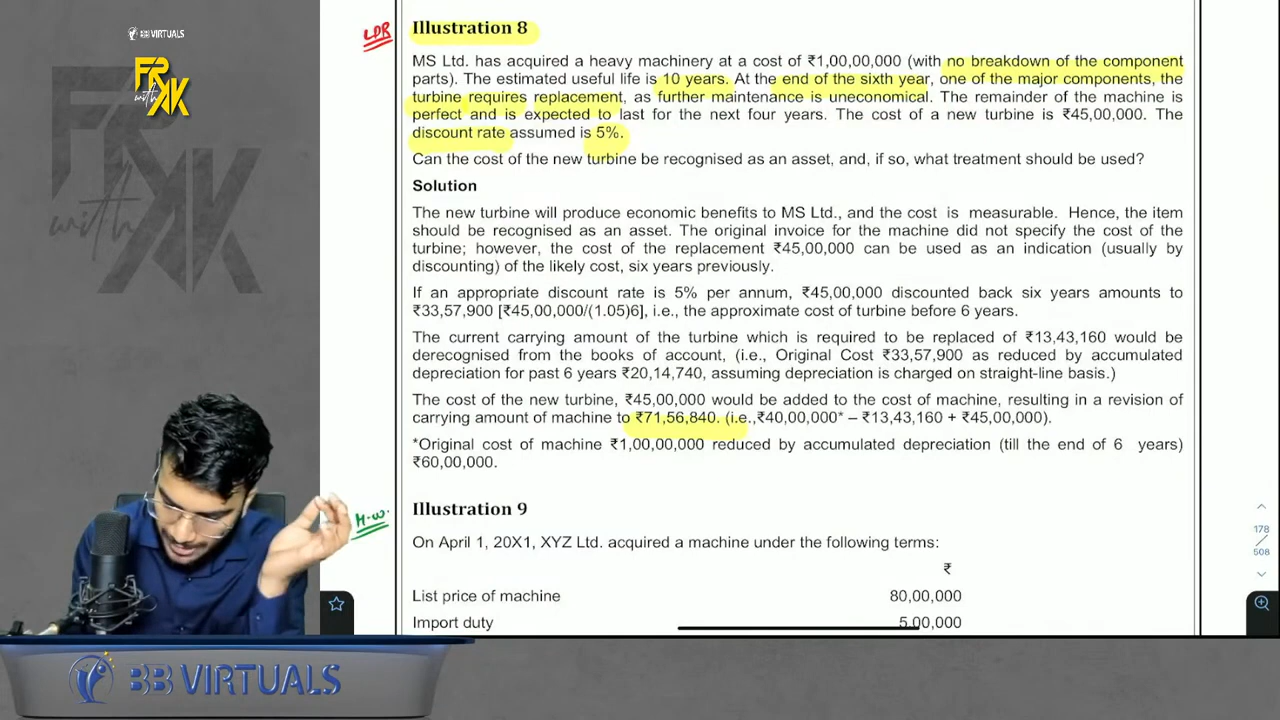 BB VIRTUALS
FR
with
AK
LDR
Illustration 8
MS Ltd. has acquired a heavy machinery at a cost of ₹1,00,00,000 (with no breakdown of the component
parts). The estimated useful life is 10 years. At the end of the sixth year, one of the major components, the
turbine requires replacement, as further maintenance is uneconomical. The remainder of the machine is
perfect and is expected to last for the next four years. The cost of a new turbine is ₹45,00,000. The
discount rate assumed is 5%.
Can the cost of the new turbine be recognised as an asset, and, if so, what treatment should be used?
Solution
The new turbine will produce economic benefits to MS Ltd., and the cost is measurable. Hence, the item
should be recognised as an asset. The original invoice for the machine did not specify the cost of the
turbine; however, the cost of the replacement ₹45,00,000 can be used as an indication (usually by
discounting) of the likely cost, six years previously.
If an appropriate discount rate is 5% per annum, ₹45,00,000 discounted back six years amounts to
₹33,57,900 [₹45,00,000/(1.05)6], i.e., the approximate cost of turbine before 6 years.
The current carrying amount of the turbine which is required to be replaced of ₹13,43,160 would be
derecognised from the books of account, (i.e., Original Cost ₹33,57,900 as reduced by accumulated
depreciation for past 6 years ₹20,14,740, assuming depreciation is charged on straight-line basis.)
The cost of the new turbine, ₹45,00,000 would be added to the cost of machine, resulting in a revision of
carrying amount of machine to ₹71,56,840. (i.e.,₹40,00,000* – ₹13,43,160 + ₹45,00,000).
*Original cost of machine ₹1,00,00,000 reduced by accumulated depreciation (till the end of 6 years)
₹60,00,000.
H.W.
Illustration 9
On April 1, 20X1, XYZ Ltd. acquired a machine under the following terms:
₹
List price of machine 80,00,000
Import duty 5,00,000
178
508
BB VIRTUALS